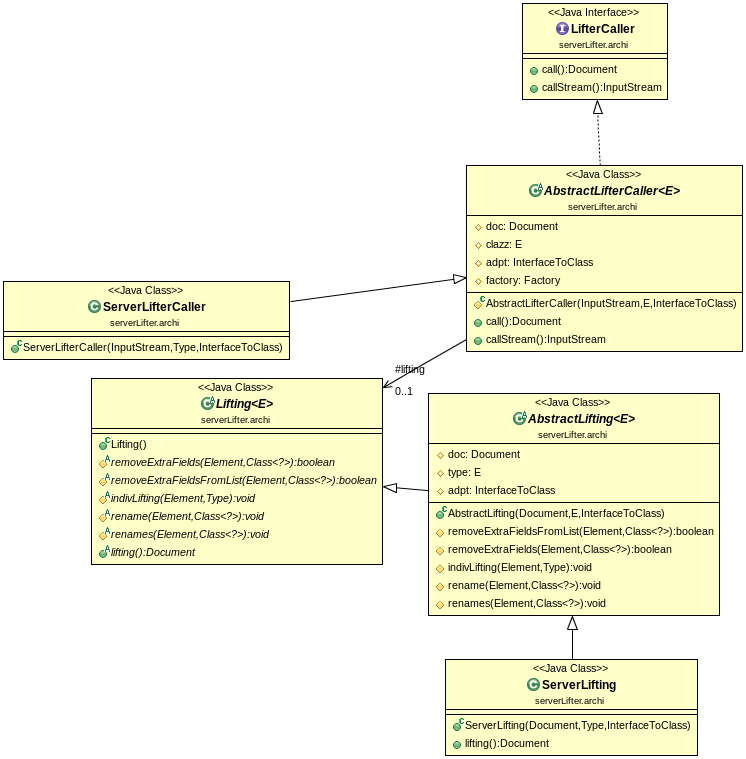 <<Java Interface>>
LifterCaller
serverLifter.archi
call():Document
callStream():InputStream
<<Java Class>>
AbstractLifterCaller<E>
serverLifter.archi
doc: Document
clazz: E
adpt: InterfaceToClass
factory: Factory
AbstractLifterCaller(InputStream,E,InterfaceToClass)
call():Document
callStream():InputStream
<<Java Class>>
ServerLifterCaller
serverLifter.archi
ServerLifterCaller(InputStream,Type,InterfaceToClass)
#lifting
0..1
<<Java Class>>
Lifting<E>
serverLifter.archi
Lifting()
removeExtraFields(Element,Class<?>):boolean
removeExtraFieldsFromList(Element,Class<?>):boolean
indivLifting(Element,Type):void
rename(Element,Class<?>):void
renames(Element,Class<?>):void
lifting():Document
<<Java Class>>
AbstractLifting<E>
serverLifter.archi
doc: Document
type: E
adpt: InterfaceToClass
AbstractLifting(Document,E,InterfaceToClass)
removeExtraFieldsFromList(Element,Class<?>):boolean
removeExtraFields(Element,Class<?>):boolean
indivLifting(Element,Type):void
rename(Element,Class<?>):void
renames(Element,Class<?>):void
<<Java Class>>
ServerLifting
serverLifter.archi
ServerLifting(Document,Type,InterfaceToClass)
lifting():Document